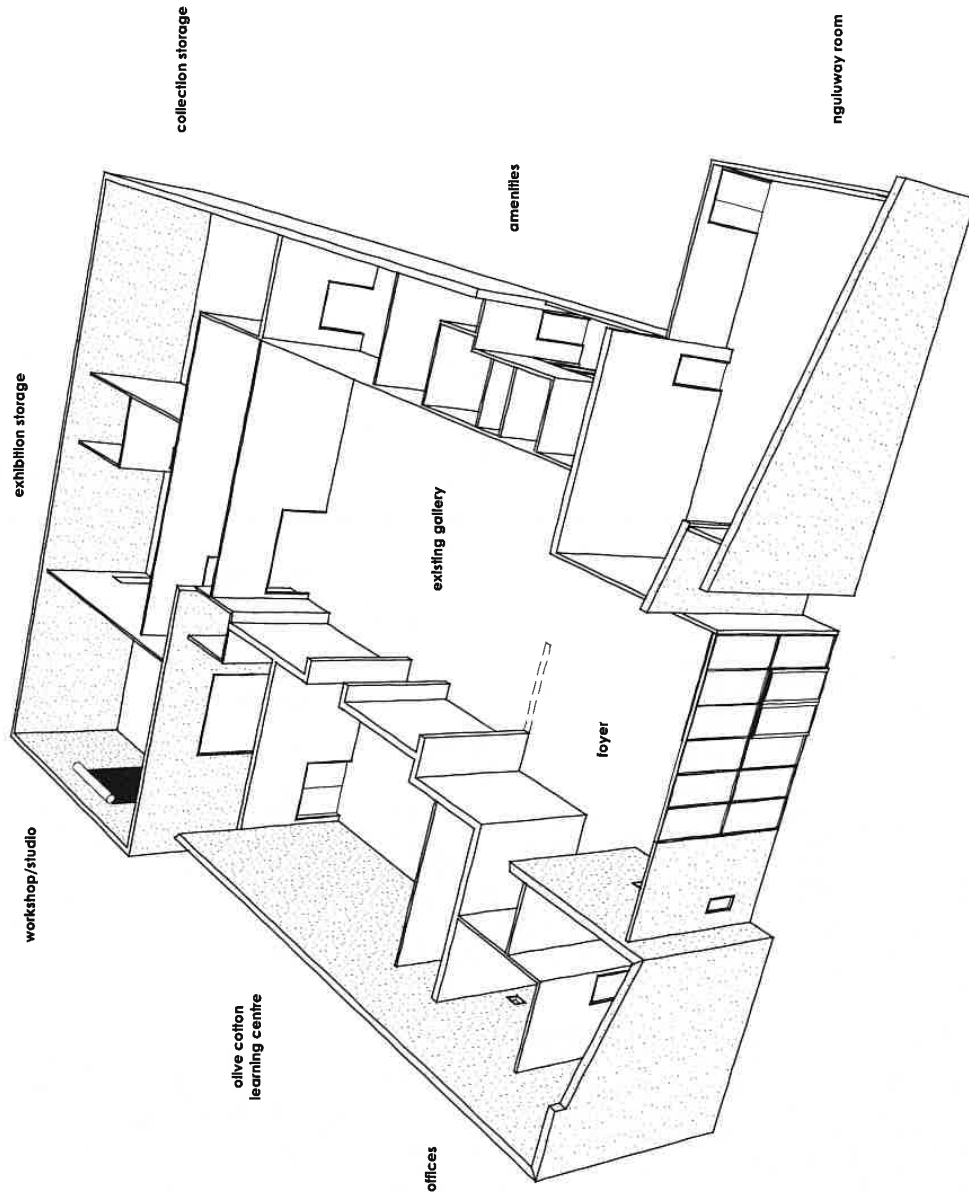 workshop/studio
exhibition storage
collection storage
olive cotton
learning centre
existing gallery
amenities
offices
foyer
nguluway room